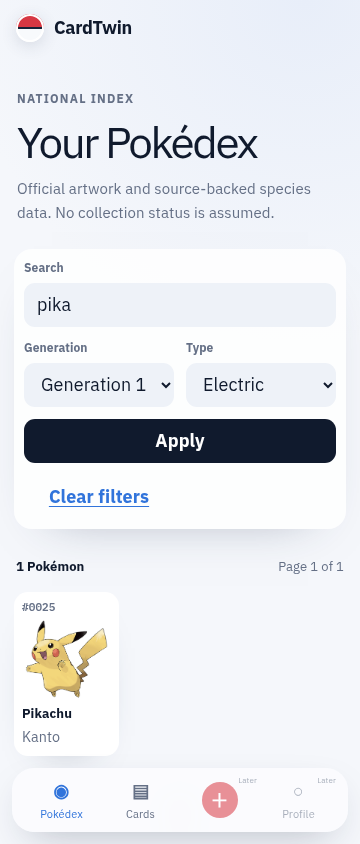 CardTwin
NATIONAL INDEX
Your Pokédex
Official artwork and source-backed species
data. No collection status is assumed.
Search
pika
Generation Type
Generation 1 Electric
Apply
Clear filters
1 Pokémon Page 1 of 1
#0025
Pikachu
Kanto
Later Later
Pokédex Cards Profile